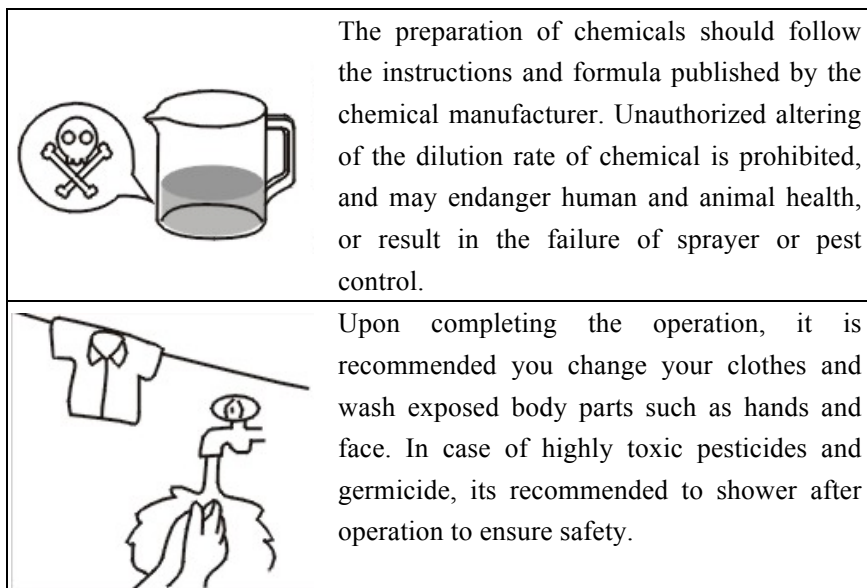 The preparation of chemicals should follow
the instructions and formula published by the
chemical manufacturer. Unauthorized altering
of the dilution rate of chemical is prohibited,
and may endanger human and animal health,
or result in the failure of sprayer or pest
control.
Upon completing the operation, it is
recommended you change your clothes and
wash exposed body parts such as hands and
face. In case of highly toxic pesticides and
germicide, its recommended to shower after
operation to ensure safety.